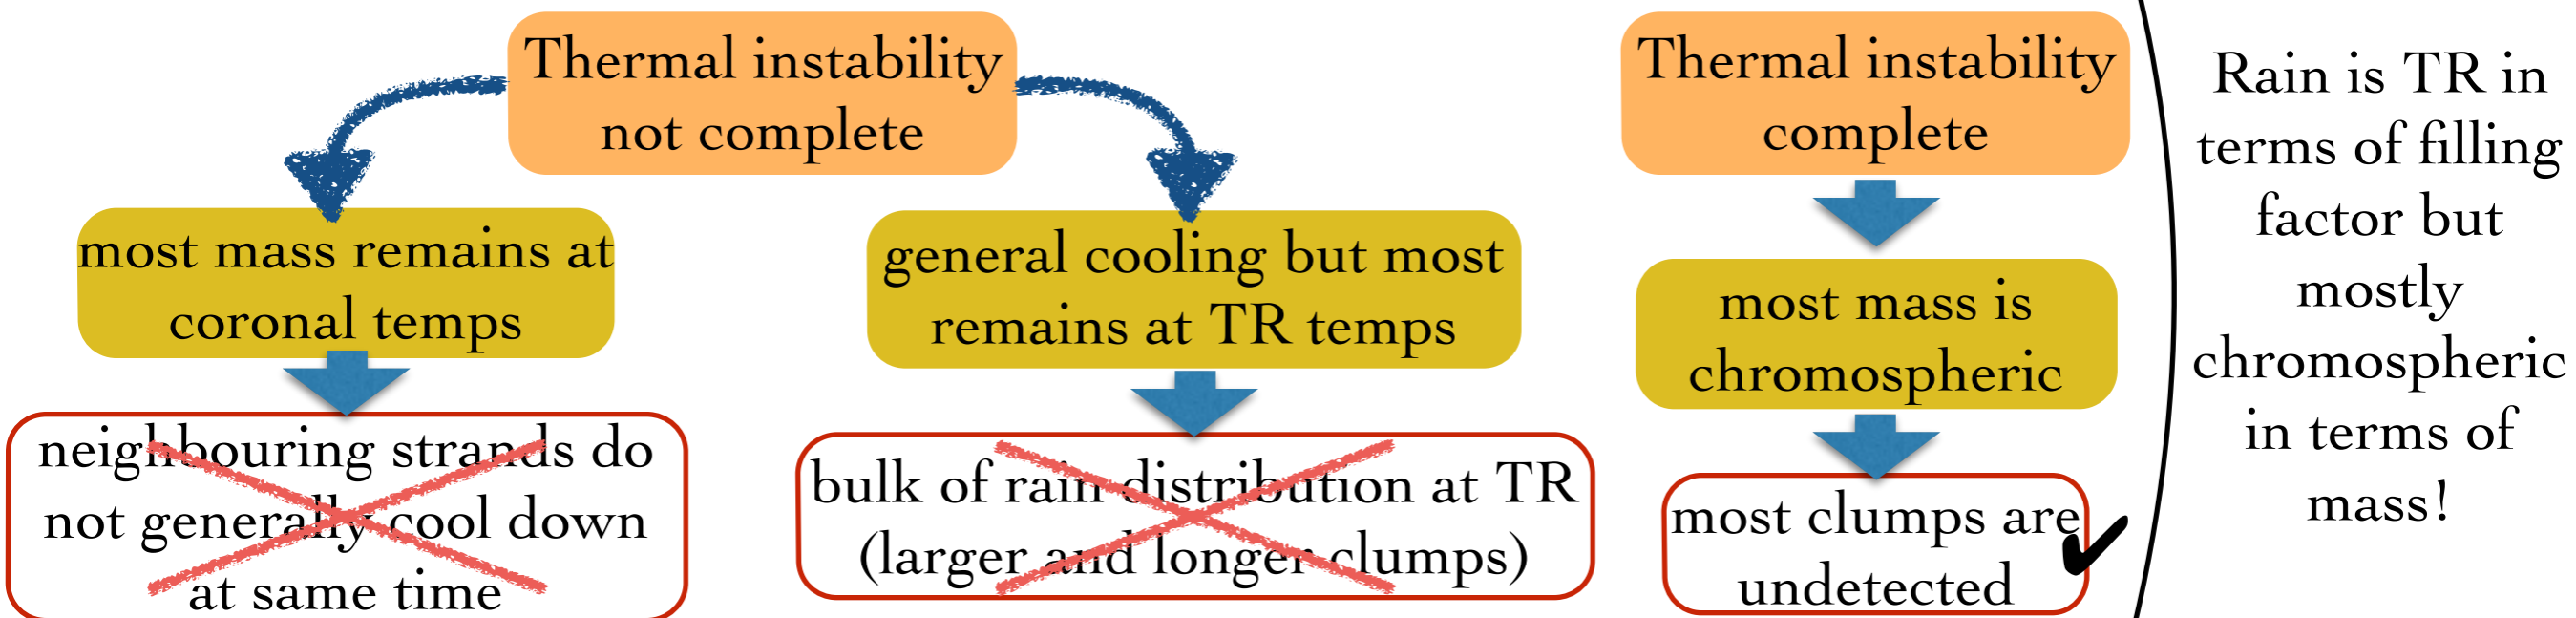 Thermal instability
not complete
most mass remains at
coronal temps
neighbouring strands do
not generally cool down
at same time
general cooling but most
remains at TR temps
bulk of rain distribution at TR
(larger and longer clumps)
Thermal instability
complete
most mass is
chromospheric
most clumps are
undetected
Rain is TR in
terms of filling
factor but
mostly
chromospheric
in terms of
mass!